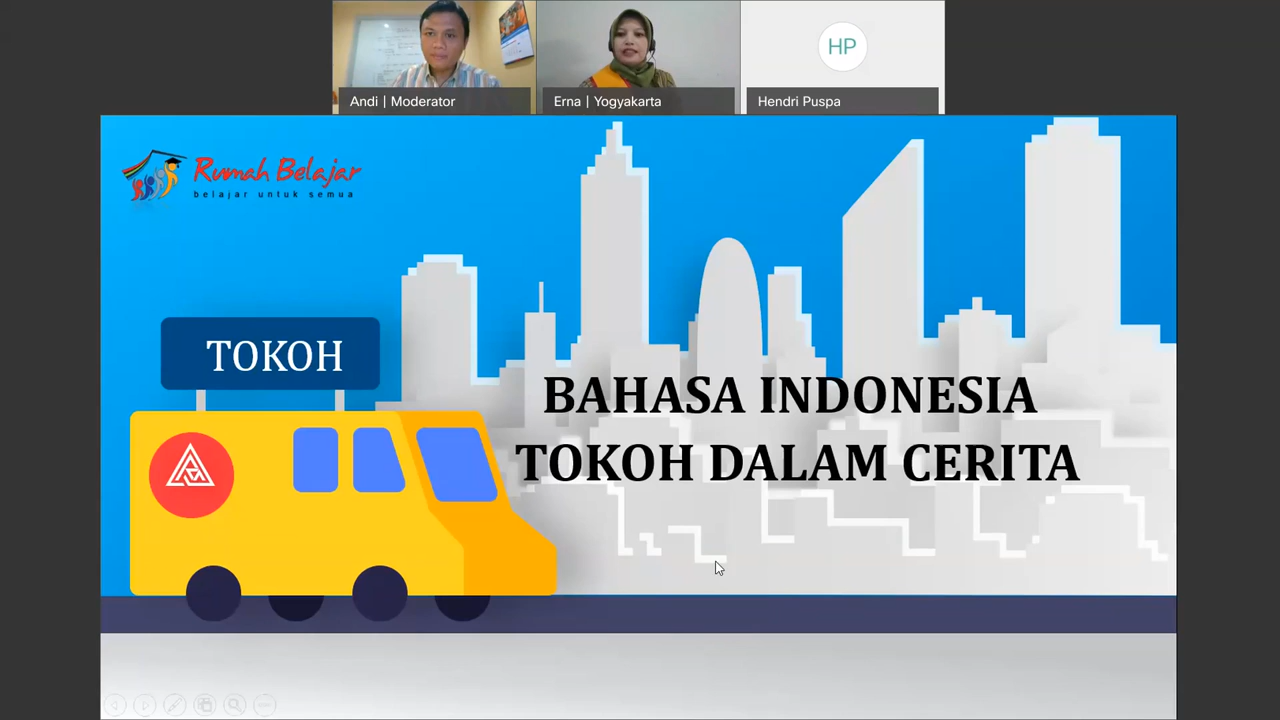 Andi | Moderator
Erna | Yogyakarta
HP
Hendri Puspa
Rumah Belajar
belajar untuk semua
TOKOH
BAHASA INDONESIA
TOKOH DALAM CERITA